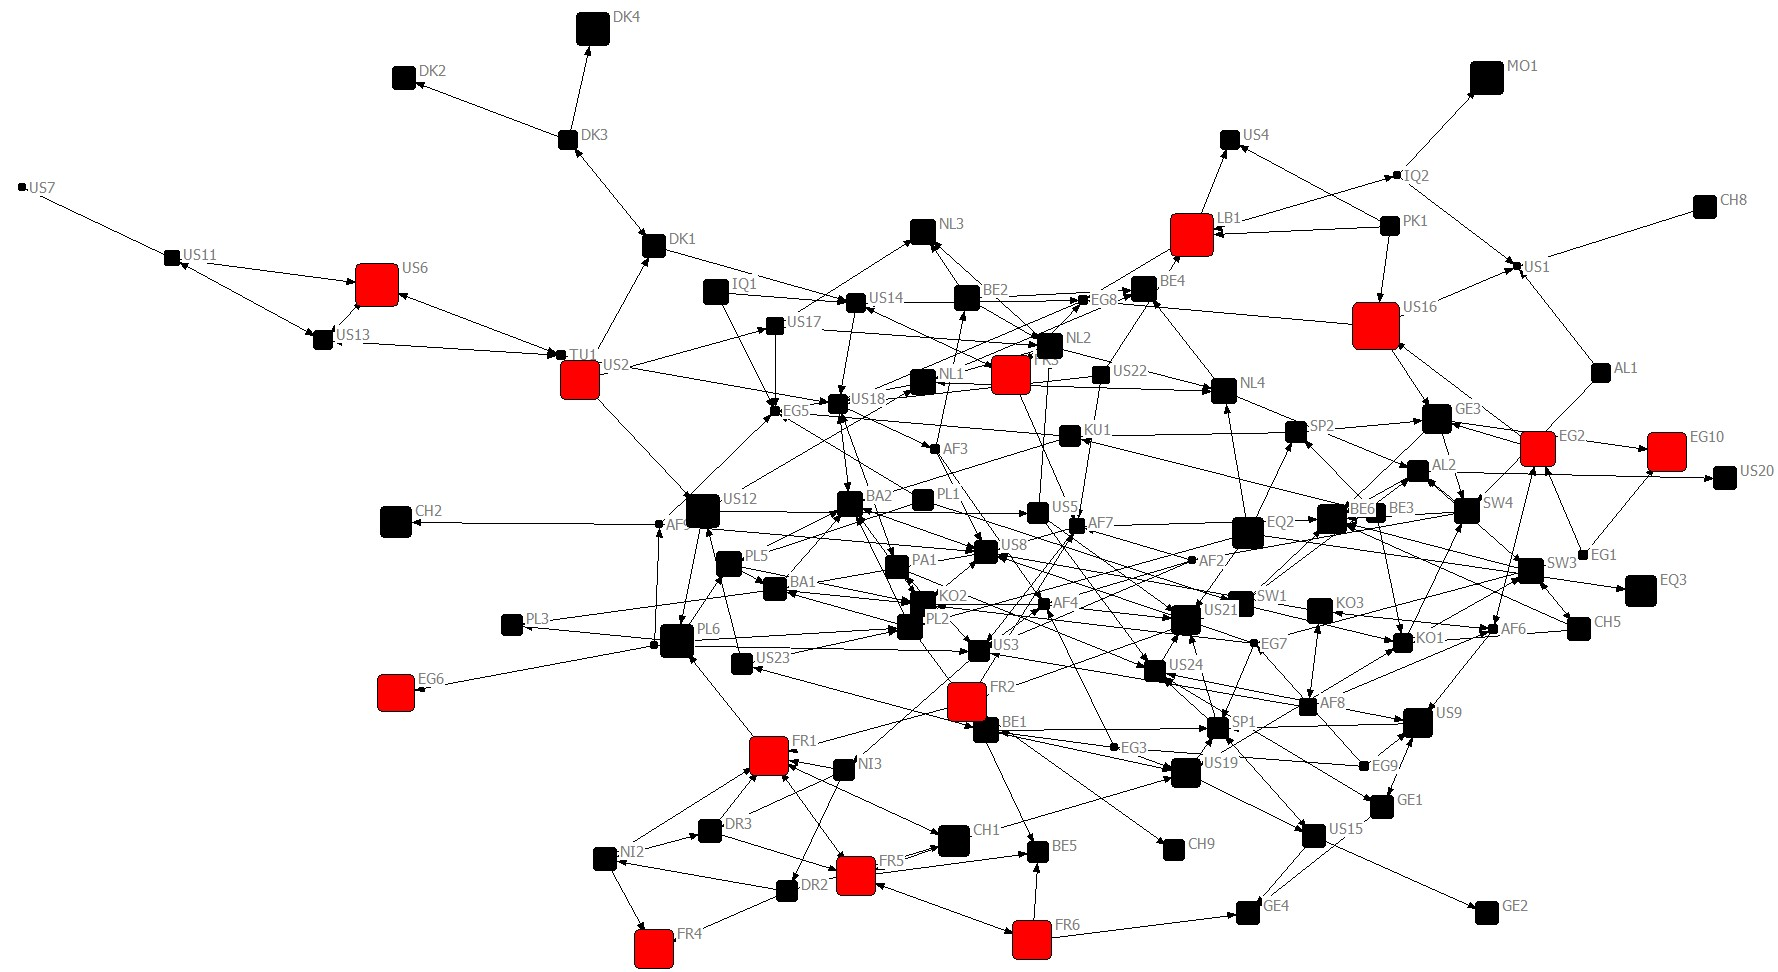 DK4
MO1
DK2
DK3
US4
IQ2
US7
CH8
PK1
LB1
NL3
DK1
US11
US6
US1
IQ1
BE2
BE4
EG8
US14
US16
US17
US13
NL2
TU1
US2
NL1
US22
NL4
AL1
US18
EG5
GE3
SP2
KU1
EG2
EG10
AF3
AL2
US20
US12
BA2
PL1
SW4
US5
BE6
BE3
CH2
AF9
AF7
EQ2
US8
EG1
PL5
PA1
AF2
SW3
BA1
EQ3
KO2
AF4
SW1
KO3
US21
PL3
PL2
PL6
CH5
AF6
KO1
US3
EG7
US23
US24
EG6
FR2
AF8
US9
BE1
SP1
FR1
EG3
NI3
US19
EG9
GE1
DR3
CH1
US15
NI2
FR5
BE5
CH9
DR2
GE4
GE2
FR4
FR6